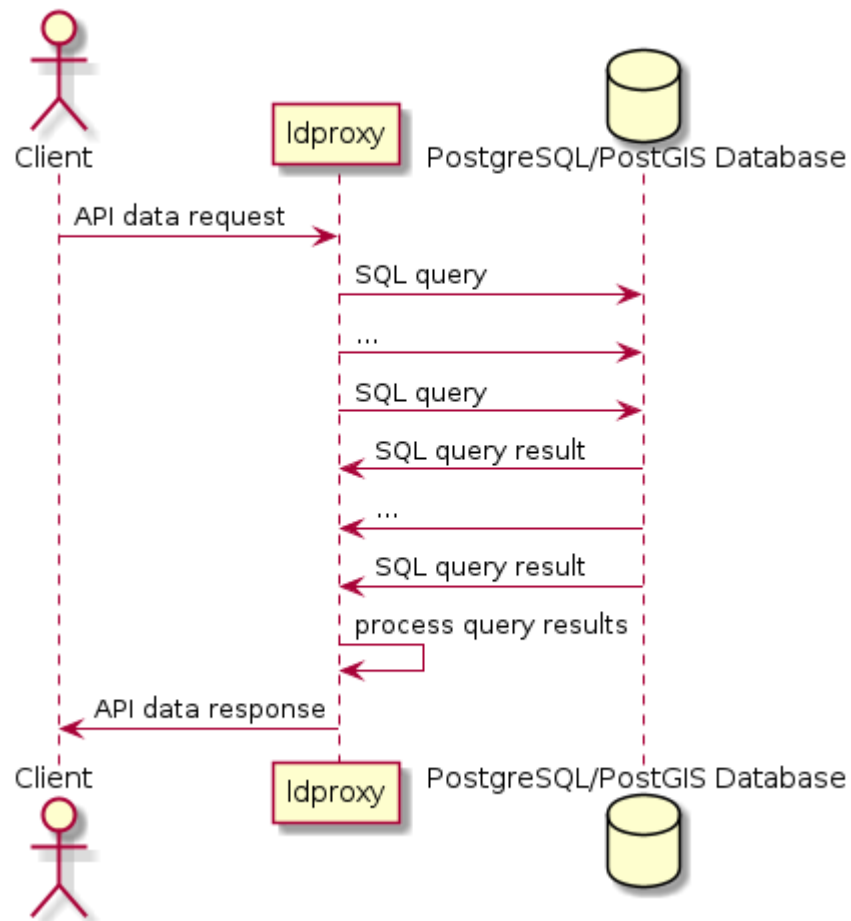 Client
ldproxy
PostgreSQL/PostGIS Database
API data request
SQL query
...
SQL query
SQL query result
...
SQL query result
process query results
API data response
Client
ldproxy
PostgreSQL/PostGIS Database